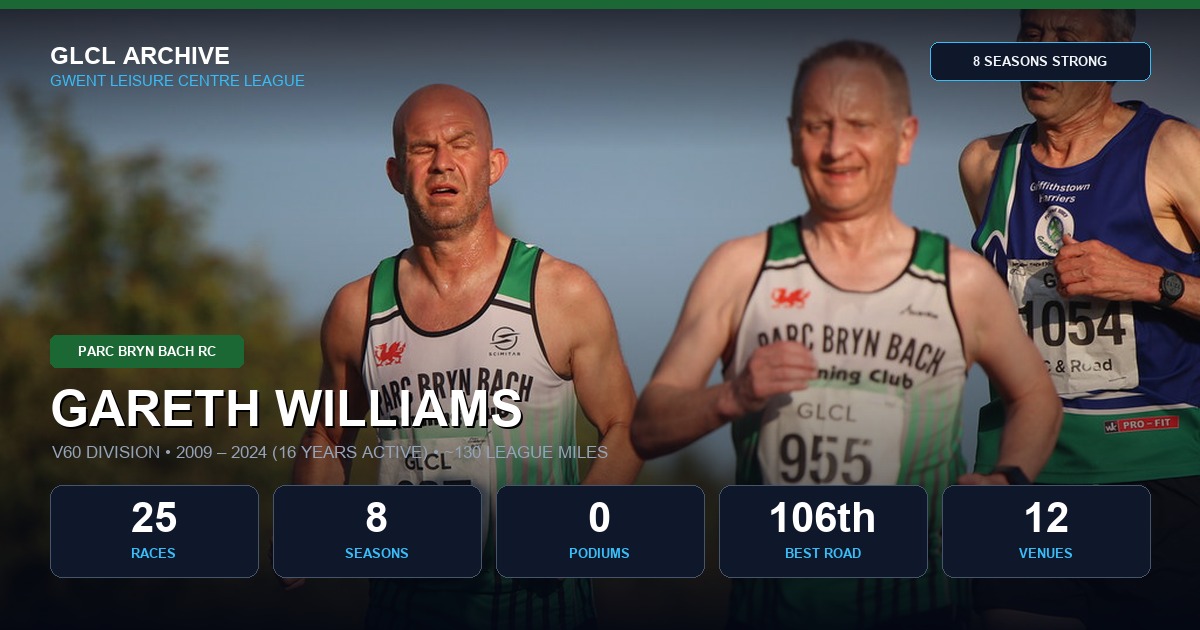 GLCL ARCHIVE
GWENT LEISURE CENTRE LEAGUE
8 SEASONS STRONG
Griffithstown
Harriers
1054
& Road
PRO-FIT
SCIMITAR
PARC BRYN BACH
PARC BRYN BACH
Running Club
GLCL
955
GLCL
PARC BRYN BACH RC
GARETH WILLIAMS
V60 DIVISION • 2009 – 2024 (16 YEARS ACTIVE) • ~130 LEAGUE MILES
25
RACES
8
SEASONS
0
PODIUMS
106th
BEST ROAD
12
VENUES